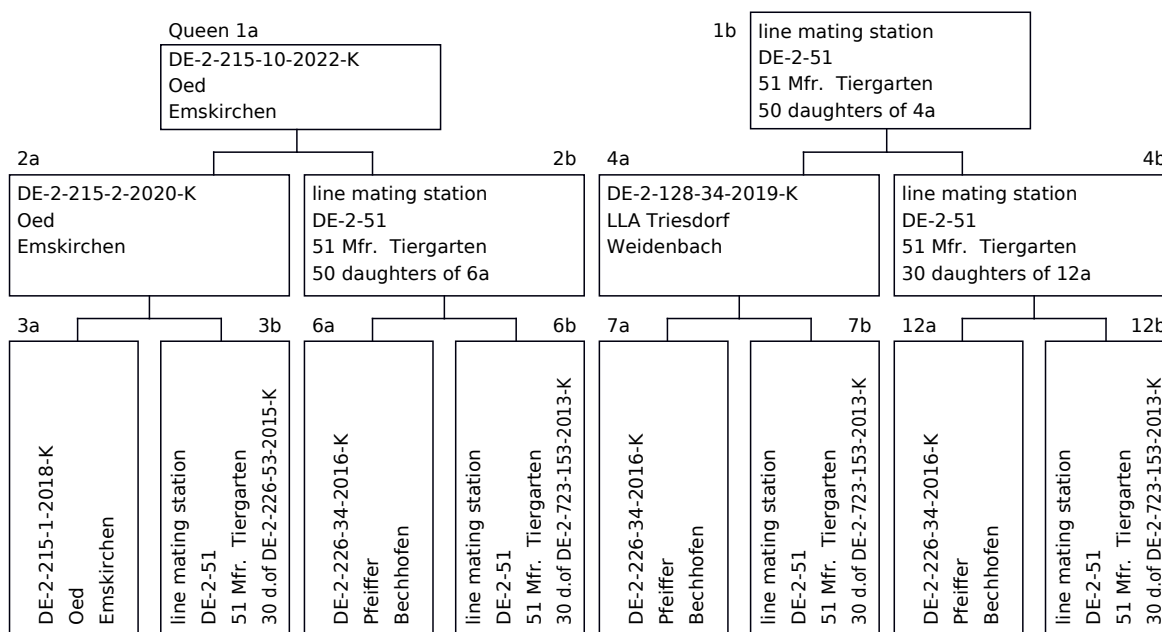 Queen 1a
DE-2-215-10-2022-K
Oed
Emskirchen
1b
line mating station
DE-2-51
51 Mfr.  Tiergarten
50 daughters of 4a
2a
DE-2-215-2-2020-K
Oed
Emskirchen
2b
line mating station
DE-2-51
51 Mfr.  Tiergarten
50 daughters of 6a
4a
DE-2-128-34-2019-K
LLA Triesdorf
Weidenbach
4b
line mating station
DE-2-51
51 Mfr.  Tiergarten
30 daughters of 12a
3a
DE-2-215-1-2018-K
Oed
Emskirchen
3b
line mating station
DE-2-51
51 Mfr.  Tiergarten
30 d.of DE-2-226-53-2015-K
6a
DE-2-226-34-2016-K
Pfeiffer
Bechhofen
6b
line mating station
DE-2-51
51 Mfr.  Tiergarten
30 d.of DE-2-723-153-2013-K
7a
DE-2-226-34-2016-K
Pfeiffer
Bechhofen
7b
line mating station
DE-2-51
51 Mfr.  Tiergarten
30 d.of DE-2-723-153-2013-K
12a
DE-2-226-34-2016-K
Pfeiffer
Bechhofen
12b
line mating station
DE-2-51
51 Mfr.  Tiergarten
30 d.of DE-2-723-153-2013-K